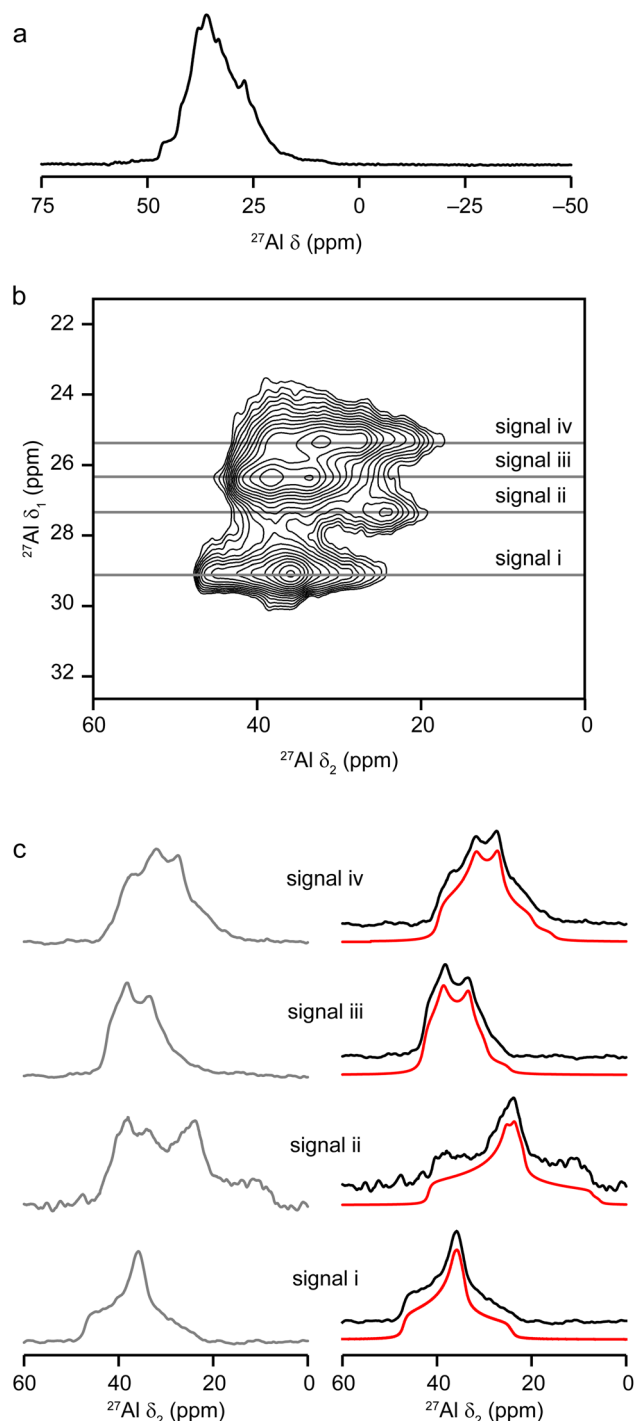 a
75 50 25 0 –25 –50
²⁷Al δ (ppm)
b
22
24
26
28
30
32
²⁷Al δ₁ (ppm)
signal iv
signal iii
signal ii
signal i
60 40 20 0
²⁷Al δ₂ (ppm)
c
signal iv
signal iii
signal ii
signal i
60 40 20 0 60 40 20 0
²⁷Al δ₂ (ppm) ²⁷Al δ₂ (ppm)